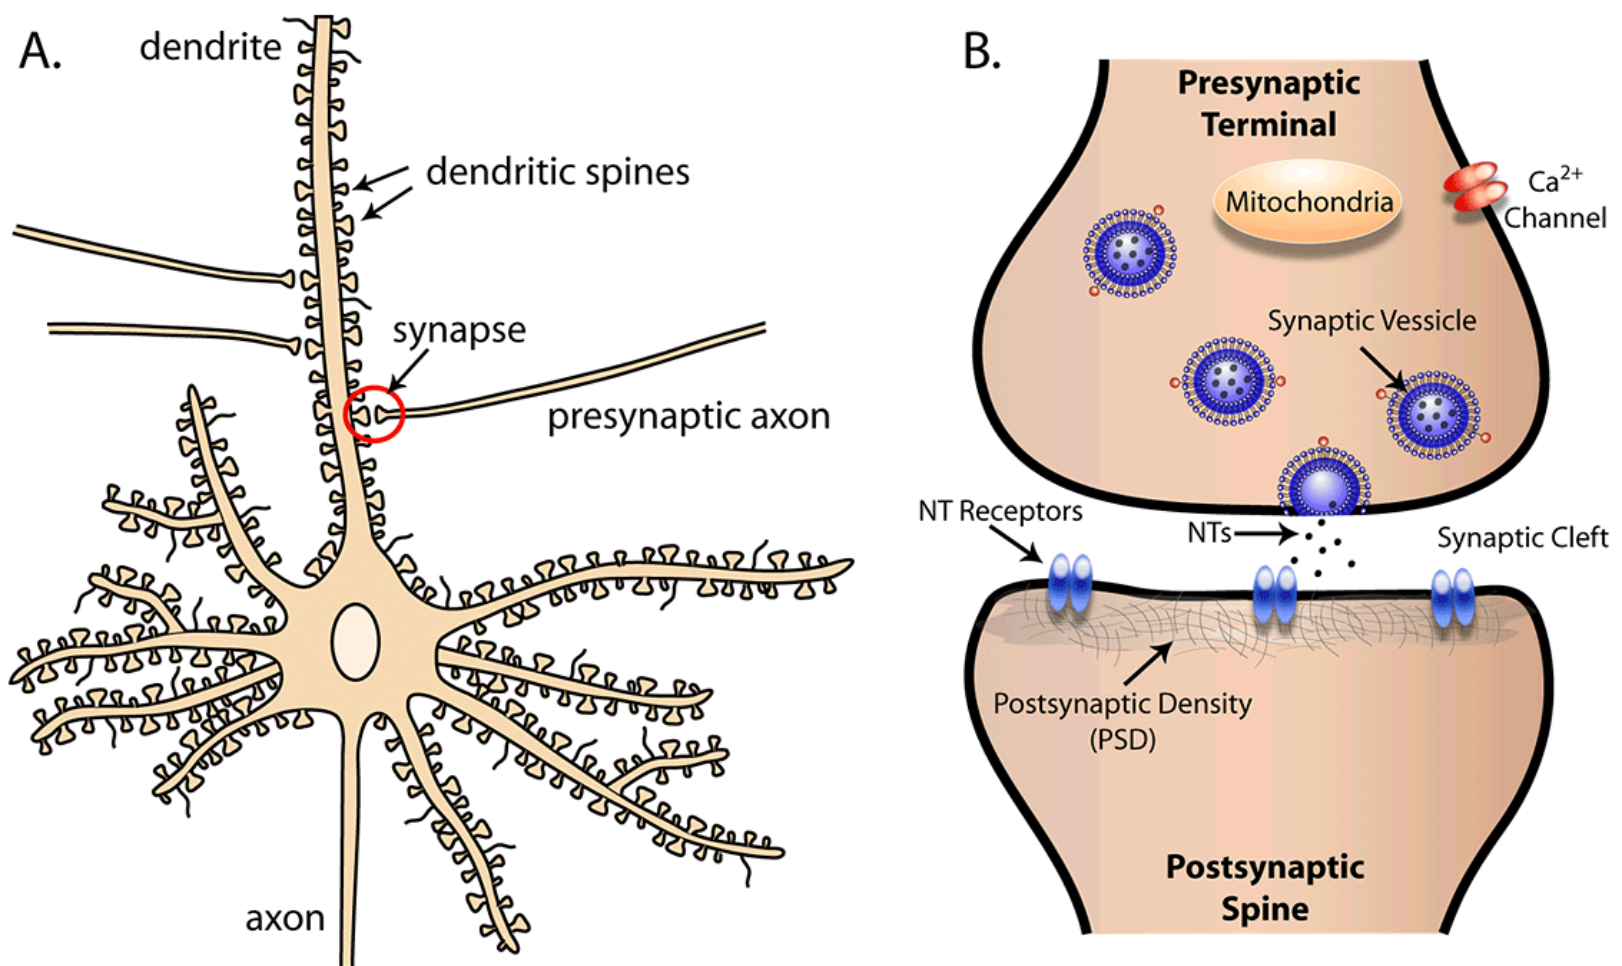 A.
dendrite
dendritic spines
synapse
presynaptic axon
axon
B.
Presynaptic
Terminal
Mitochondria
Ca²⁺
Channel
Synaptic Vessicle
NT Receptors
NTs
Synaptic Cleft
Postsynaptic Density
(PSD)
Postsynaptic
Spine